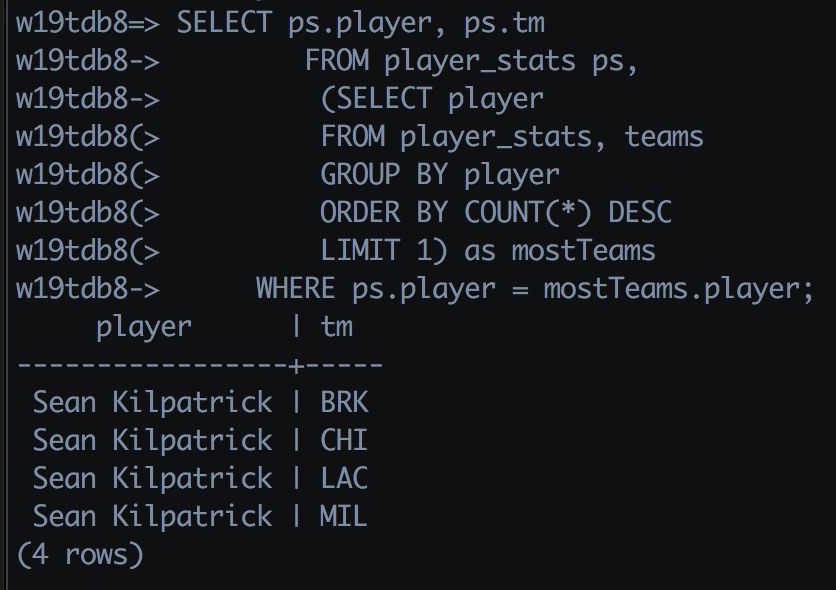 w19tdb8=> SELECT ps.player, ps.tm
w19tdb8->         FROM player_stats ps,
w19tdb8->          (SELECT player
w19tdb8(>          FROM player_stats, teams
w19tdb8(>          GROUP BY player
w19tdb8(>          ORDER BY COUNT(*) DESC
w19tdb8(>          LIMIT 1) as mostTeams
w19tdb8->      WHERE ps.player = mostTeams.player;
     player      | tm
-----------------+-----
 Sean Kilpatrick | BRK
 Sean Kilpatrick | CHI
 Sean Kilpatrick | LAC
 Sean Kilpatrick | MIL
(4 rows)